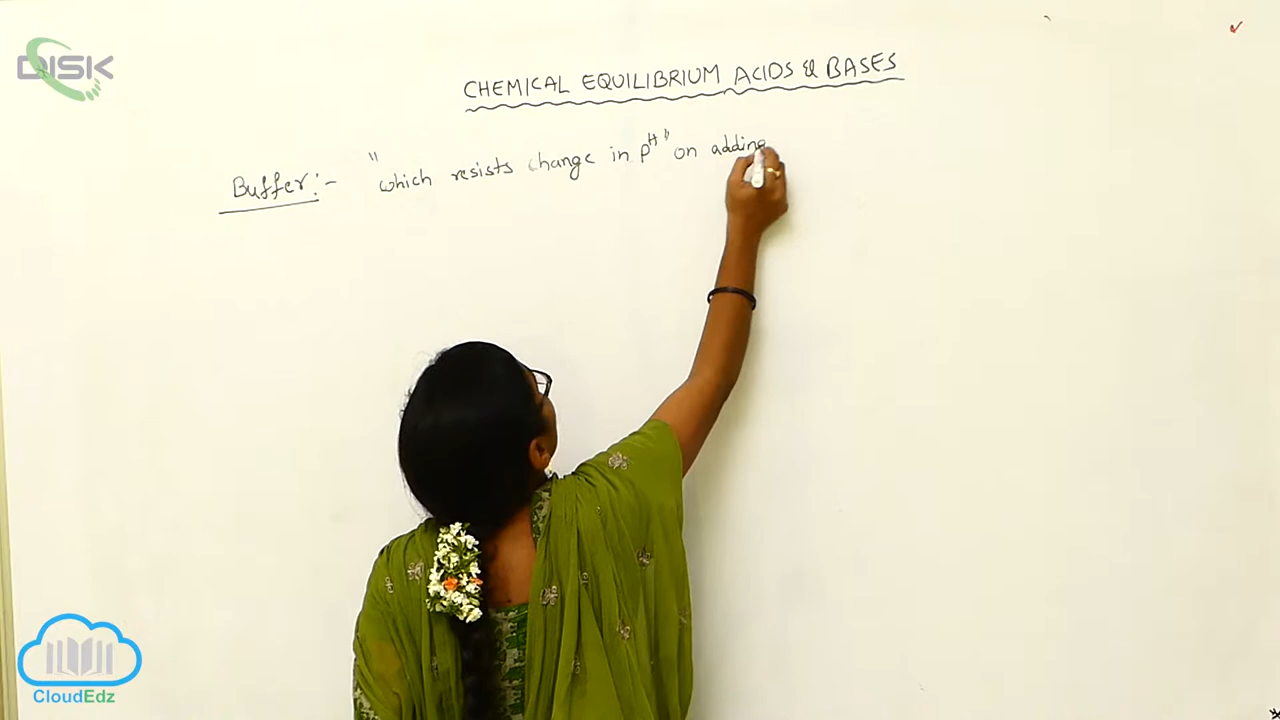 DISK
CHEMICAL EQUILIBRIUM ACIDS & BASES
Buffer:- "which resists change in pH" on adding
CloudEdz